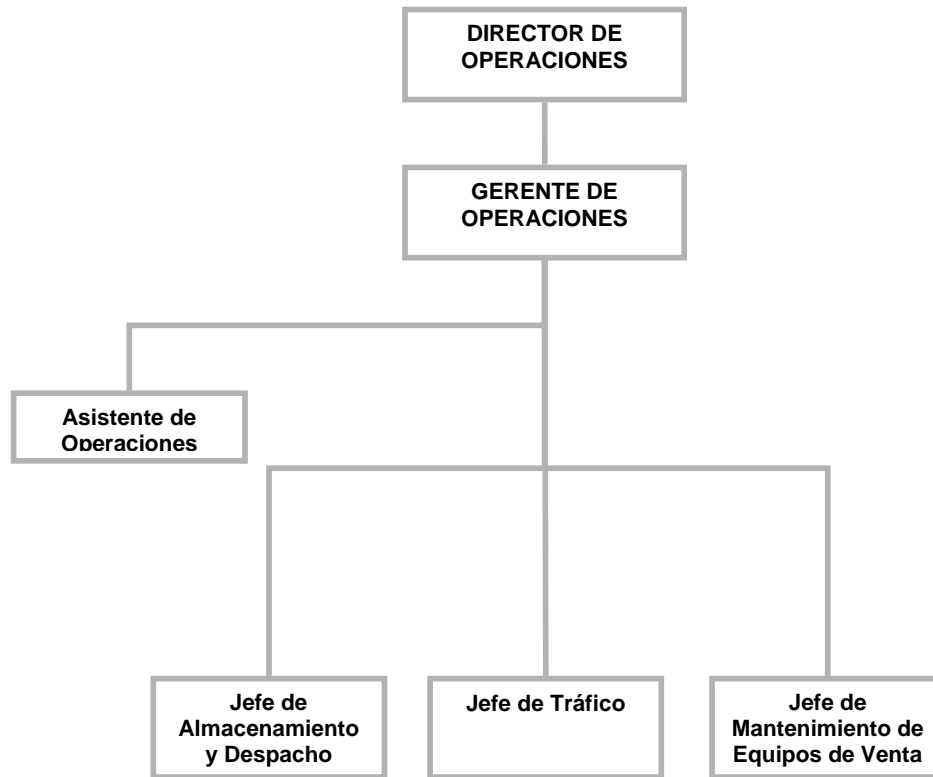 DIRECTOR DE
OPERACIONES
GERENTE DE
OPERACIONES
Asistente de
Operaciones
Jefe de
Almacenamiento
y Despacho
Jefe de Tráfico
Jefe de
Mantenimiento de
Equipos de Venta